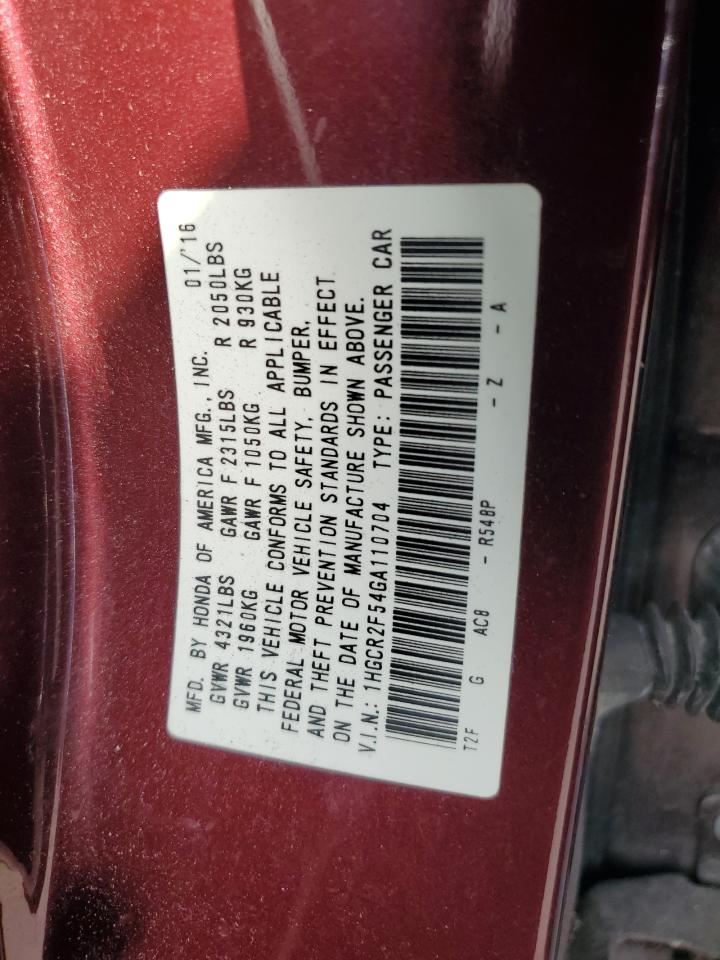 MFD. BY HONDA OF AMERICA MFG., INC. 01/'16
GVWR 4321LBS GAWR F 2315LBS R 2050LBS
GVWR 1960KG GAWR F 1050KG R 930KG
THIS VEHICLE CONFORMS TO ALL APPLICABLE
FEDERAL MOTOR VEHICLE SAFETY, BUMPER,
AND THEFT PREVENTION STANDARDS IN EFFECT
ON THE DATE OF MANUFACTURE SHOWN ABOVE.
V.I.N.: 1HGCR2F54GA110704 TYPE: PASSENGER CAR
T2F G AC8 - R548P - Z - A